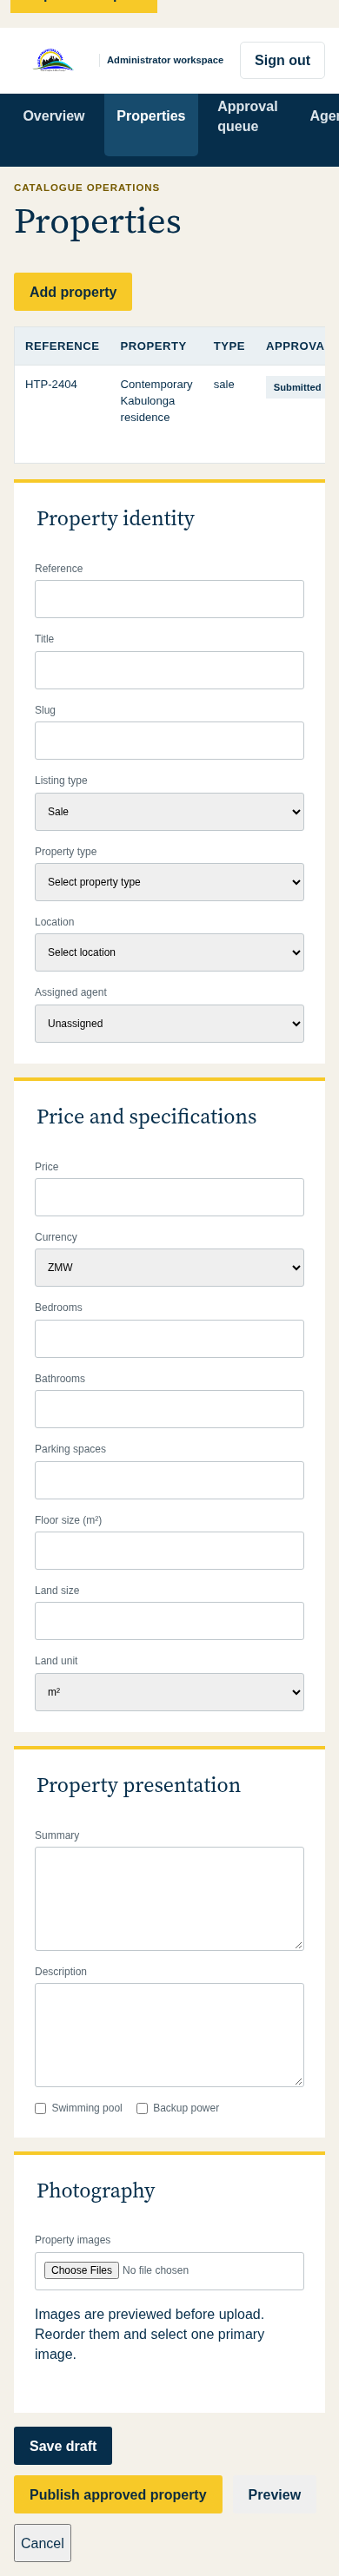 Administrator workspace
Sign out
Overview
Properties
Approval
queue
CATALOGUE OPERATIONS
Properties
Add property
REFERENCE PROPERTY TYPE
HTP-2404 Contemporary sale Submitted
Kabulonga
residence
Property identity
Reference
Title
Slug
Listing type
Sale
Property type
Select property type
Location
Select location
Assigned agent
Unassigned
Price and specifications
Price
Currency
ZMW
Bedrooms
Bathrooms
Parking spaces
Floor size (m²)
Land size
Land unit
m²
Property presentation
Summary
Description
Swimming pool Backup power
Photography
Property images
Choose Files No file chosen
Images are previewed before upload.
Reorder them and select one primary
image.
Save draft
Publish approved property Preview
Cancel